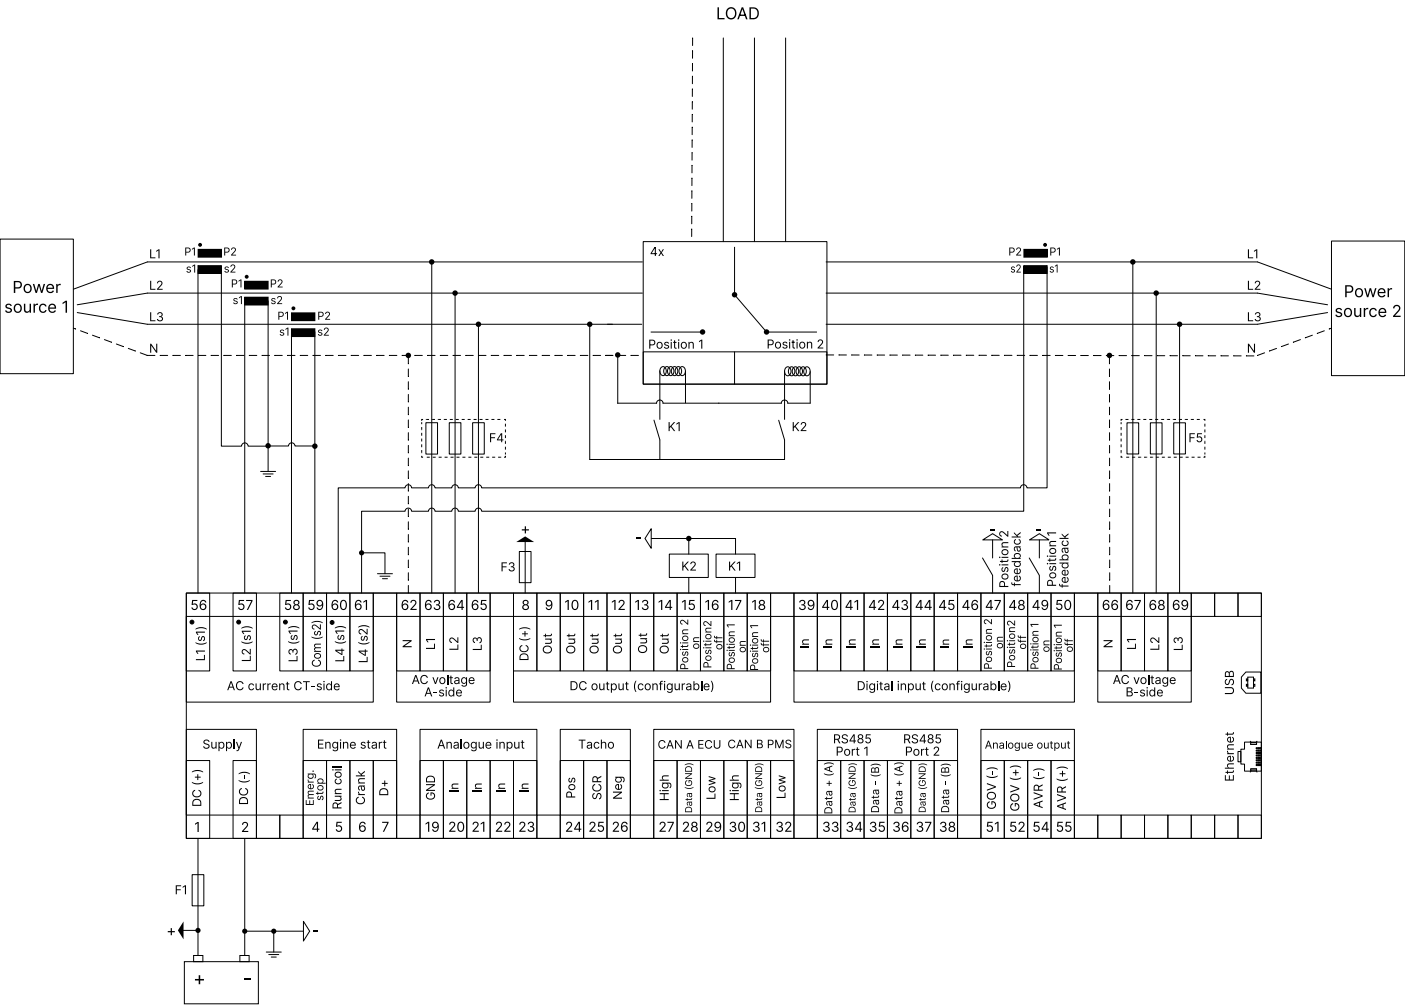 LOAD
L1 P1 P2
s1 s2
L2 P1 P2
s1 s2
L3 P1 P2
s1 s2
N
Power
source 1
4x
Position 1 Position 2
P2 P1
s2 s1
L1
L2
L3
N
Power
source 2
K1 K2
F4
F5
+
F3
-
K2 K1
-
Position 2
feedback
-
Position 1
feedback
56 57 58 59 60 61 62 63 64 65 8 9 10 11 12 13 14 15 16 17 18 39 40 41 42 43 44 45 46 47 48 49 50 66 67 68 69
L1 (s1)
L2 (s1)
L3 (s1)
Com (s2)
L4 (s1)
L4 (s2)
N
L1
L2
L3
DC (+)
Out
Out
Out
Out
Out
Out
Position 2
on
Position2
off
Position 1
on
Position 1
off
In
In
In
In
In
In
In
In
Position 2
on
Position2
off
Position 1
on
Position 1
off
N
L1
L2
L3
AC current CT-side
AC voltage
A-side
DC output (configurable)
Digital input (configurable)
AC voltage
B-side
USB
Ethernet
Supply
Engine start
Analogue input
Tacho
CAN A ECU CAN B PMS
RS485
Port 1
RS485
Port 2
Analogue output
DC (+)
DC (-)
Emerg.
stop
Run coil
Crank
D+
GND
In
In
In
In
Pos
SCR
Neg
High
Data (GND)
Low
High
Data (GND)
Low
Data + (A)
Data (GND)
Data - (B)
Data + (A)
Data (GND)
Data - (B)
GOV (-)
GOV (+)
AVR (-)
AVR (+)
1 2 4 5 6 7 19 20 21 22 23 24 25 26 27 28 29 30 31 32 33 34 35 36 37 38 51 52 54 55
F1
+ -
+ -